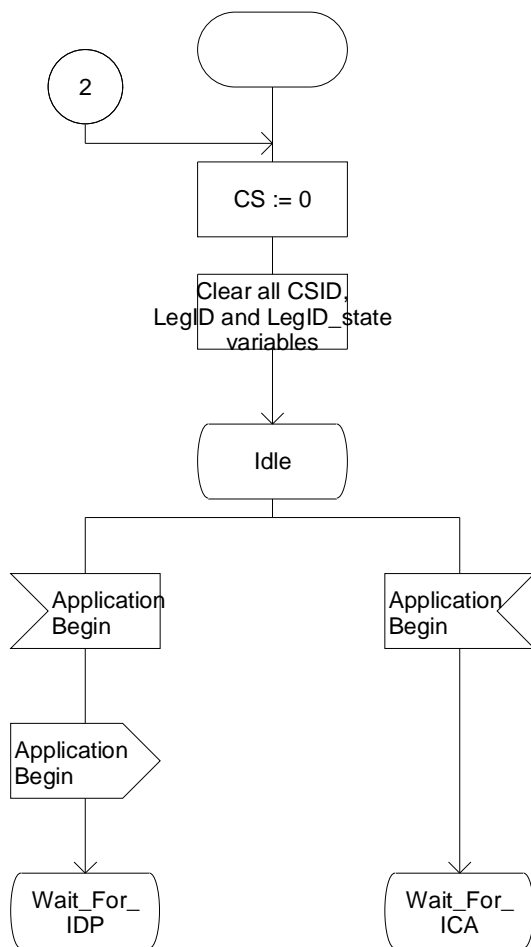 2
CS := 0
Clear all CSID,
LegID and LegID_state
variables
Idle
Application
Begin
Application
Begin
Application
Begin
Wait_For_
IDP
Wait_For_
ICA